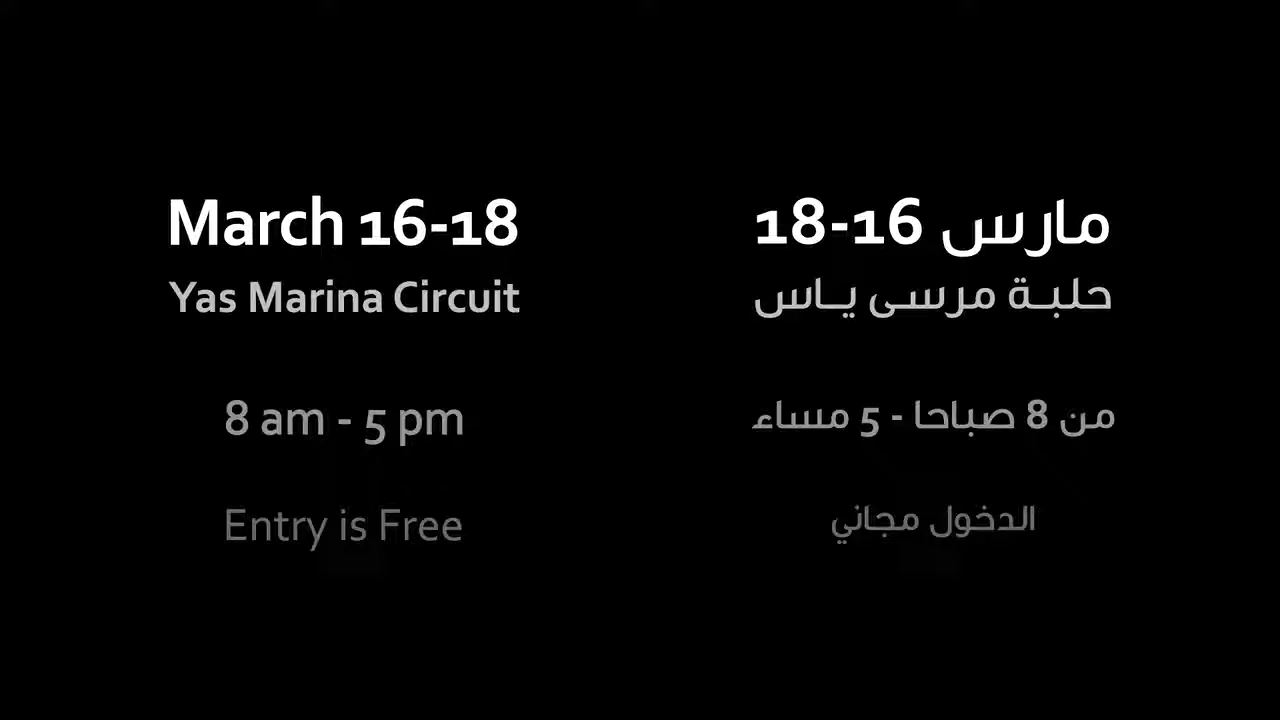 March 16-18
Yas Marina Circuit
8 am - 5 pm
Entry is Free
مارس 16-18
حلبة مرسى ياس
من 8 صباحا - 5 مساء
الدخول مجاني